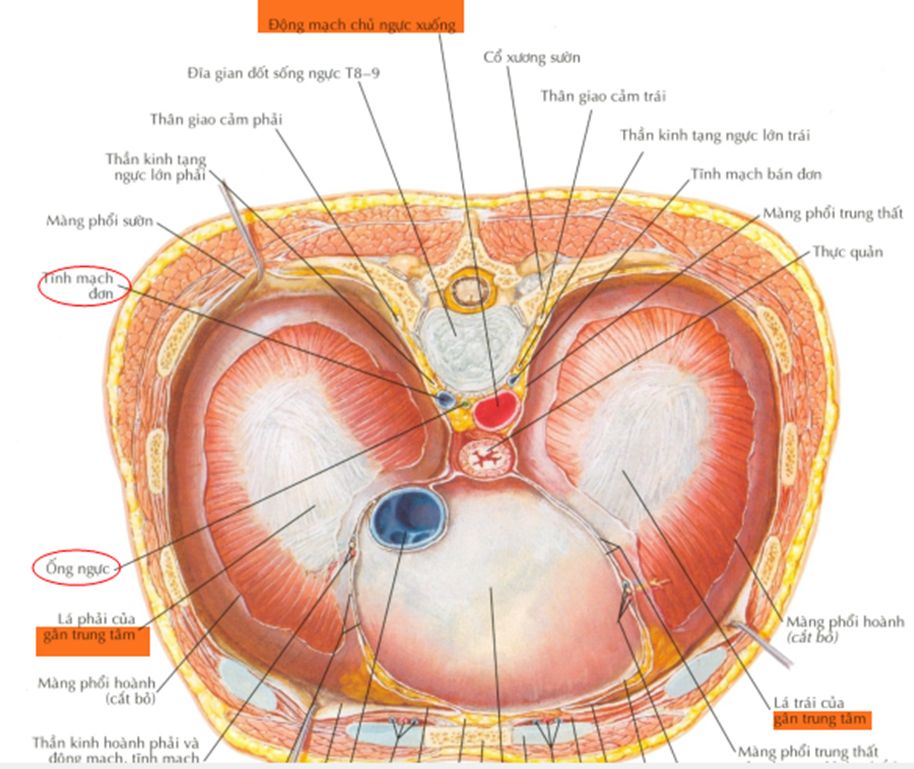 Động mạch chủ ngực xuống
Cổ xương sườn
Đĩa gian đốt sống ngực T8–9
Thân giao cảm trái
Thân giao cảm phải
Thần kinh tạng ngực lớn trái
Thần kinh tạng
ngực lớn phải
Tĩnh mạch bán đơn
Màng phổi sườn
Màng phổi trung thất
Thực quản
Tĩnh mạch
đơn
Ống ngực
Lá phải của
gân trung tâm
Màng phổi hoành
(cắt bỏ)
Màng phổi hoành
(cắt bỏ)
Lá trái của
gân trung tâm
Thần kinh hoành phải và
động mạch, tĩnh mạch
Màng phổi trung thất